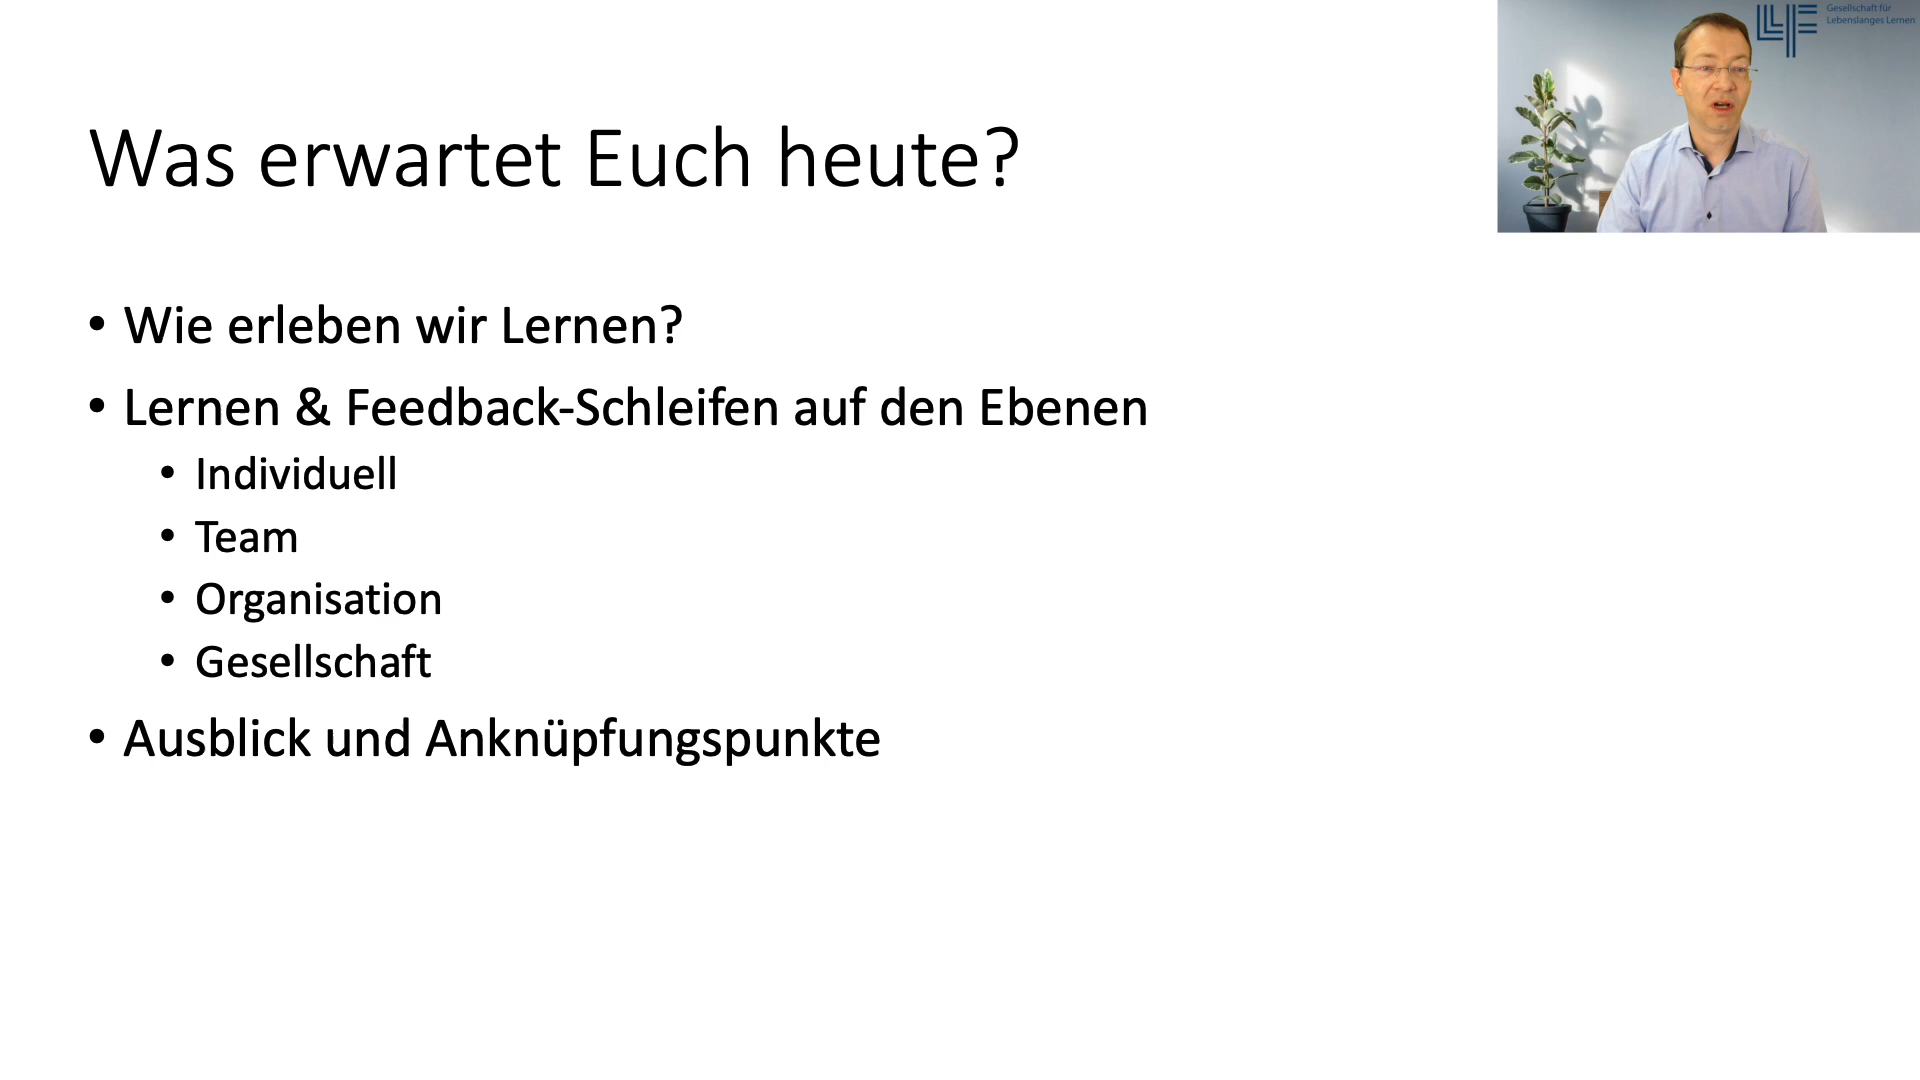 Gesellschaft für
Lebenslanges Lernen
Was erwartet Euch heute?
• Wie erleben wir Lernen?
• Lernen & Feedback-Schleifen auf den Ebenen
• Individuell
• Team
• Organisation
• Gesellschaft
• Ausblick und Anknüpfungspunkte